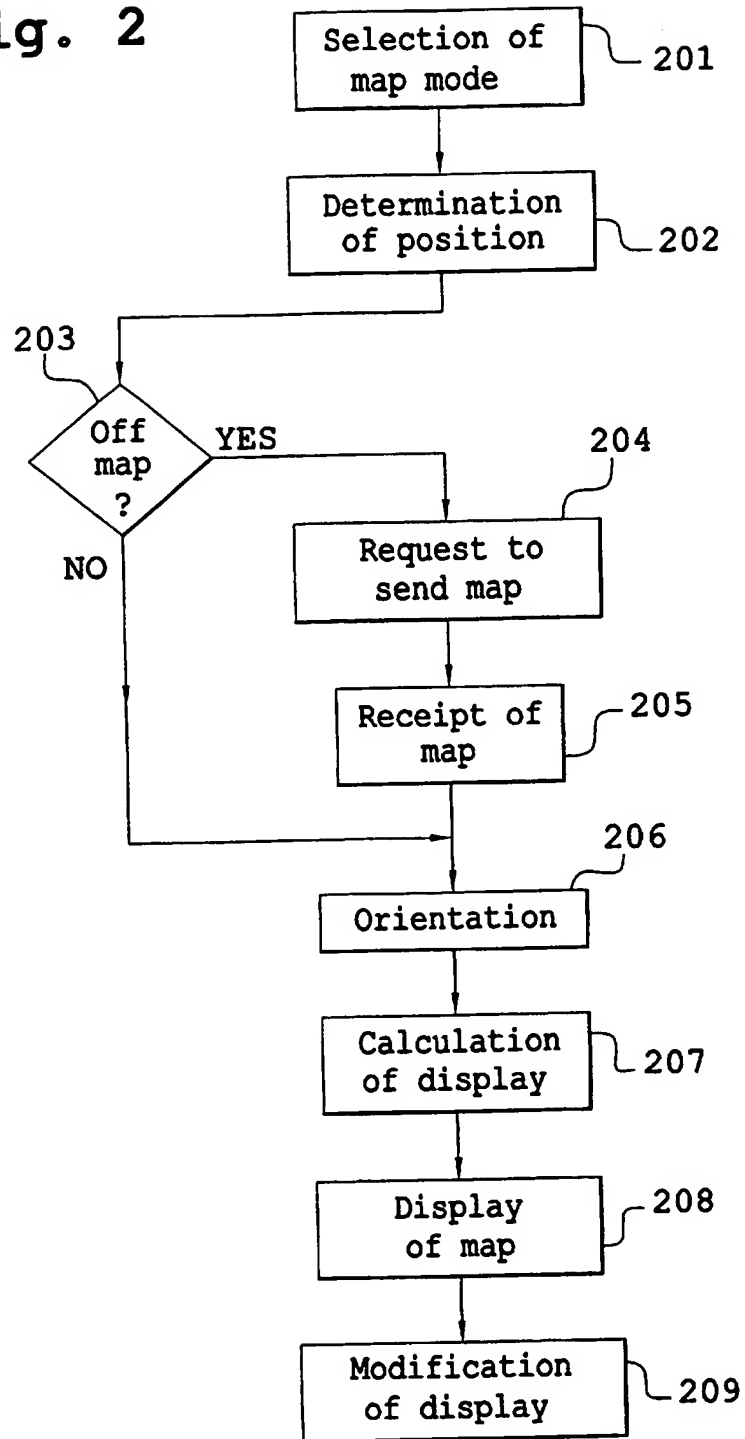 ig. 2
Selection of
map mode
201
Determination
of position
202
203
Off
map
?
YES
NO
204
Request to
send map
Receipt of
map
205
206
Orientation
Calculation
of display
207
Display
of map
208
Modification
of display
209